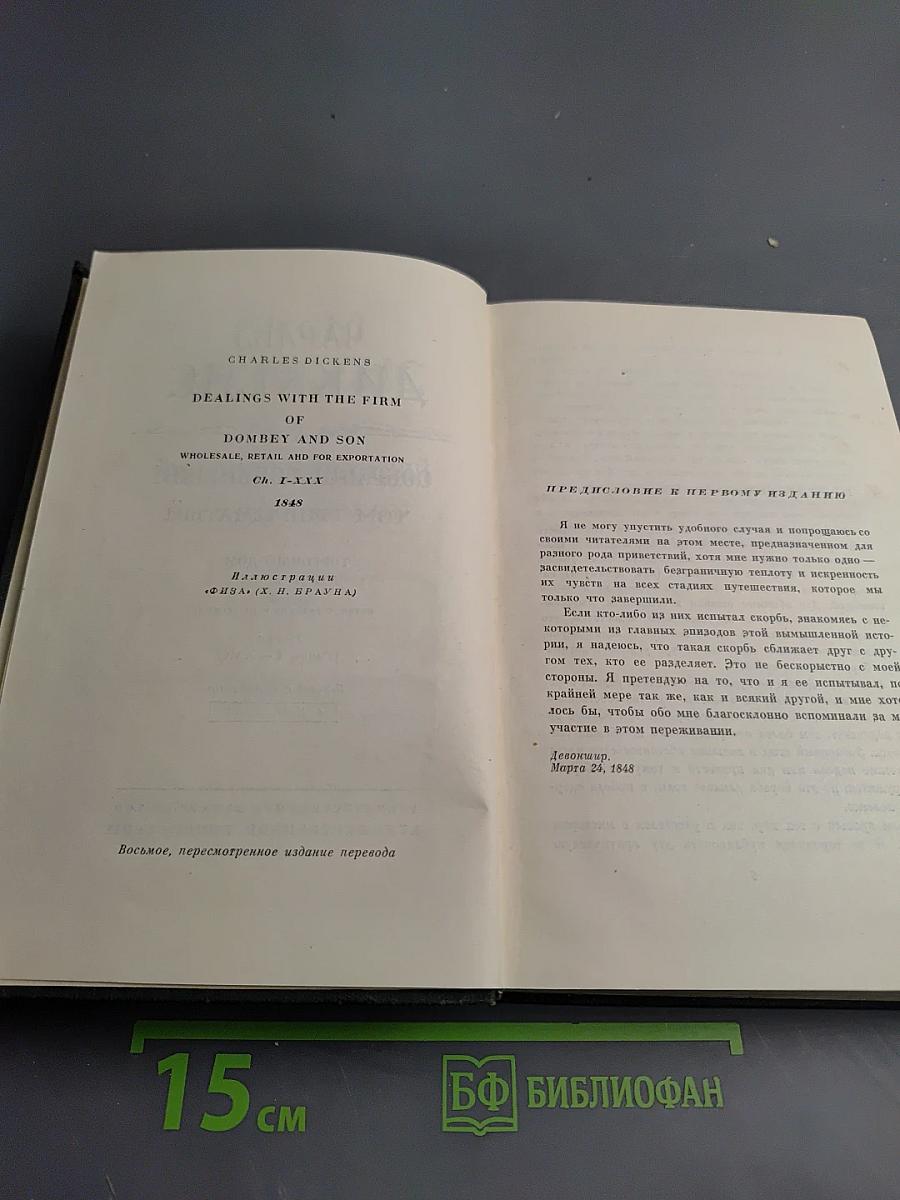 CHARLES DICKENS
DEALINGS WITH THE FIRM
OF
DOMBEY AND SON
WHOLESALE, RETAIL AHD FOR EXPORTATION
Ch. I-XXX
1848
Иллюстрации
«ФИЗА» (Х. Н. БРАУНА)
Восьмое, пересмотренное издание перевода
ПРЕДИСЛОВИЕ К ПЕРВОМУ ИЗДАНИЮ
Я не могу упустить удобного случая и попрощаюсь со
своими читателями на этом месте, предназначенном для
разного рода приветствий, хотя мне нужно только одно —
засвидетельствовать безграничную теплоту и искренность
их чувств на всех стадиях путешествия, которое мы
только что завершили.
Если кто-либо из них испытал скорбь, знакомясь с не-
которыми из главных эпизодов этой вымышленной исто-
рии, я надеюсь, что такая скорбь сближает друг с дру-
гом тех, кто ее разделяет. Это не бескорыстно с моей
стороны. Я претендую на то, что и я ее испытывал, по
крайней мере так же, как и всякий другой, и мне хоте
лось бы, чтобы обо мне благосклонно вспоминали за м
участие в этом переживании.
Девоншир.
Марта 24, 1848
15 см
БФ БИБЛИОФАН